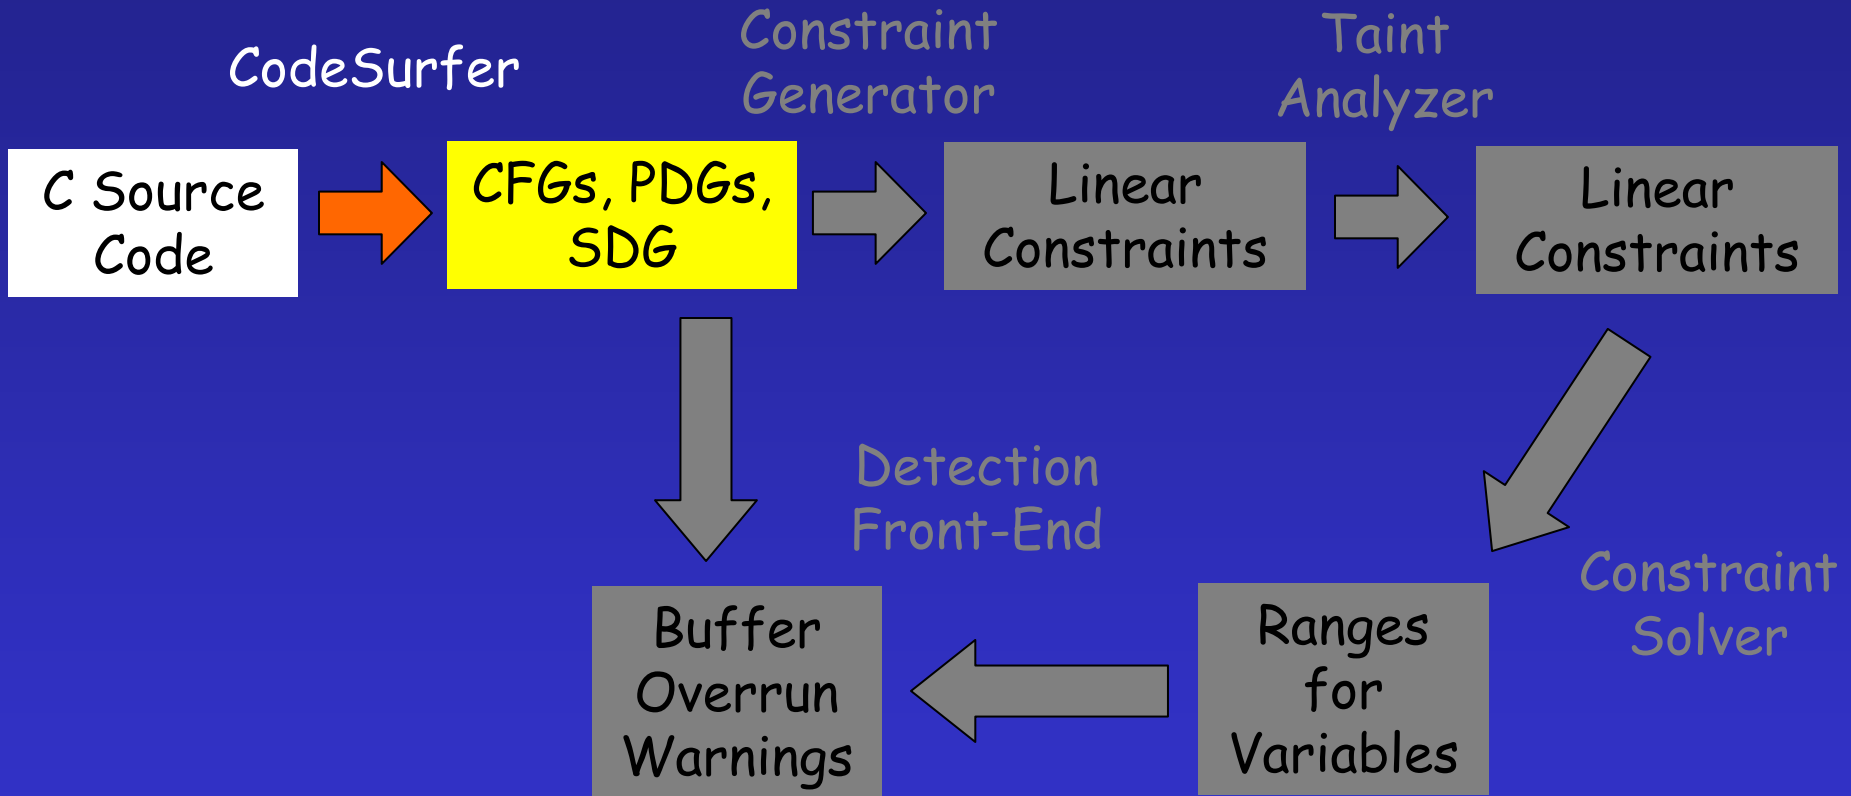 CodeSurfer
Constraint
Generator
Taint
Analyzer
C Source
Code
CFGs, PDGs,
SDG
Linear
Constraints
Linear
Constraints
Detection
Front-End
Constraint
Solver
Buffer
Overrun
Warnings
Ranges
for
Variables